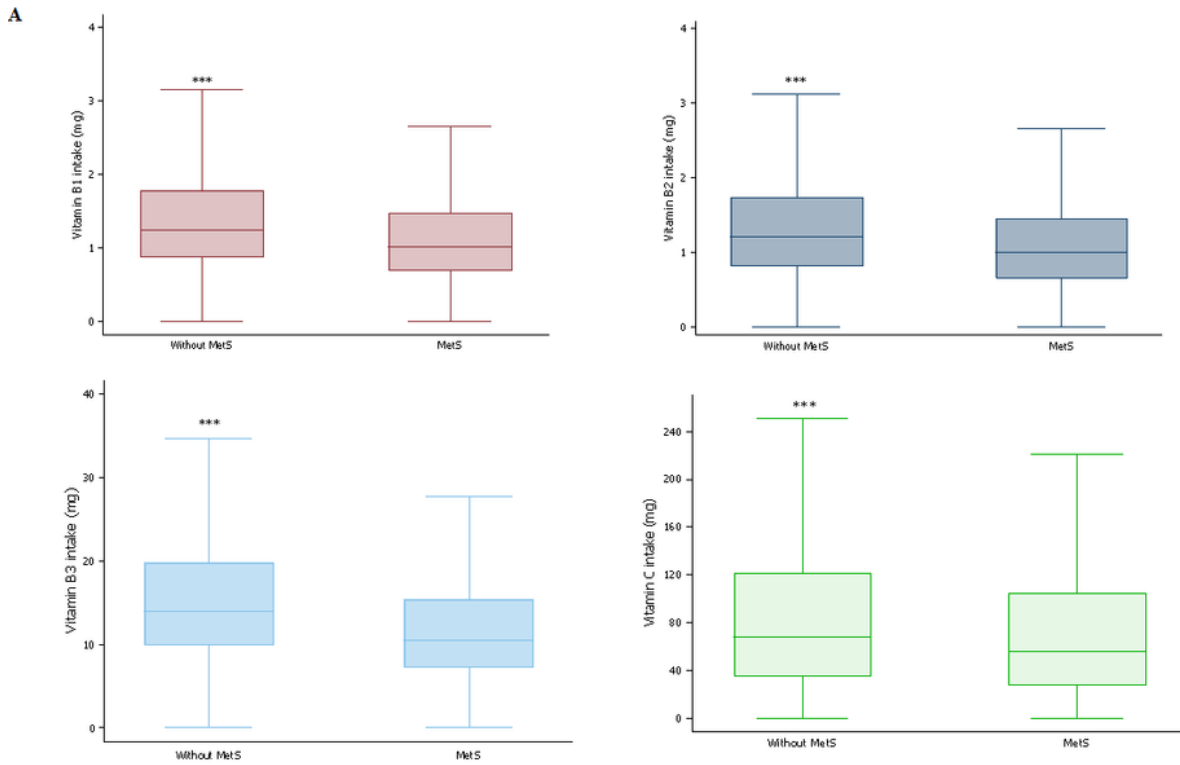 A
Vitamin B1 intake (mg)
4
3
2
1
0
***
Without MetS
MetS
Vitamin B2 intake (mg)
4
3
2
1
0
***
Without MetS
MetS
Vitamin B3 intake (mg)
40
30
20
10
0
***
Without MetS
MetS
Vitamin C intake (mg)
240
200
160
120
80
40
0
***
Without MetS
MetS